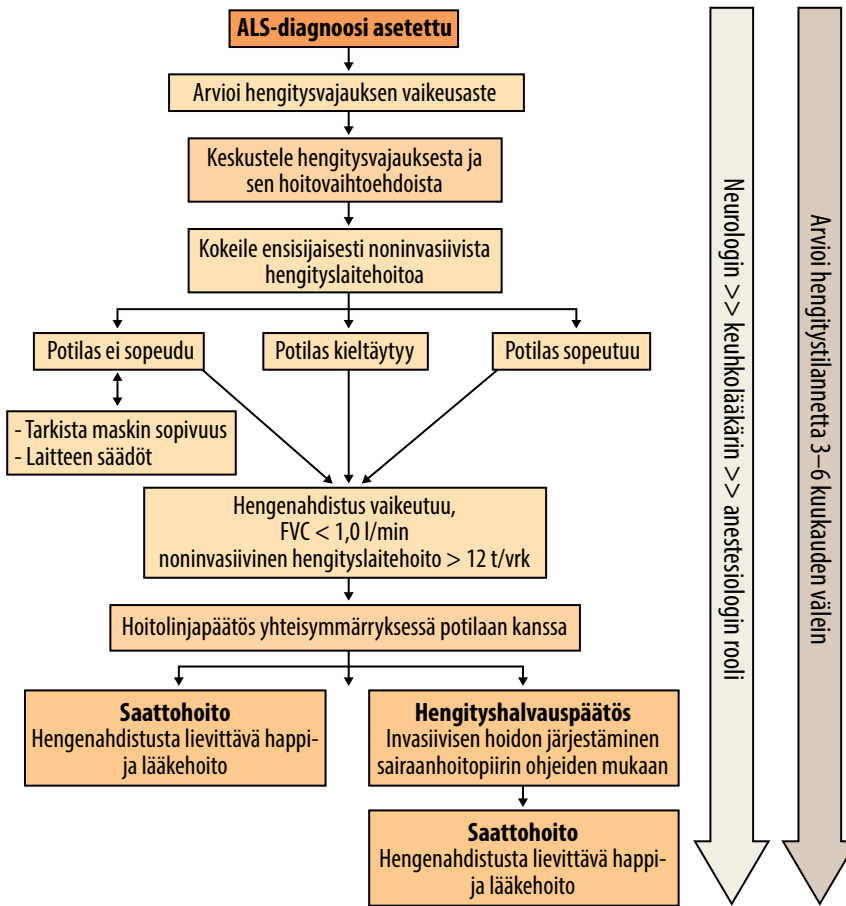 ALS-diagnoosi asetettu
Arvioi hengitysvajauksen vaikeusaste
Keskustele hengitysvajauksesta ja
sen hoitovaihtoehdoista
Kokeile ensisijaisesti noninvasiivista
hengityslaitehoitoa
Potilas ei sopeudu
Potilas kieltäytyy
Potilas sopeutuu
- Tarkista maskin sopivuus
- Laitteen säädöt
Hengenahdistus vaikeutuu,
FVC < 1,0 l/min
noninvasiivinen hengityslaitehoito > 12 t/vrk
Hoitolinjapäätös yhteisymmärryksessä potilaan kanssa
Saattohoito
Hengenahdistusta lievittävä happi-
ja lääkehoito
Hengityshalvauspäätös
Invasiivisen hoidon järjestäminen
sairaanhoitopiirin ohjeiden mukaan
Saattohoito
Hengenahdistusta lievittävä happi-
ja lääkehoito
Neurologin >> keuhkolääkärin >> anestesiologin rooli
Arvioi hengitystilannetta 3–6 kuukauden välein